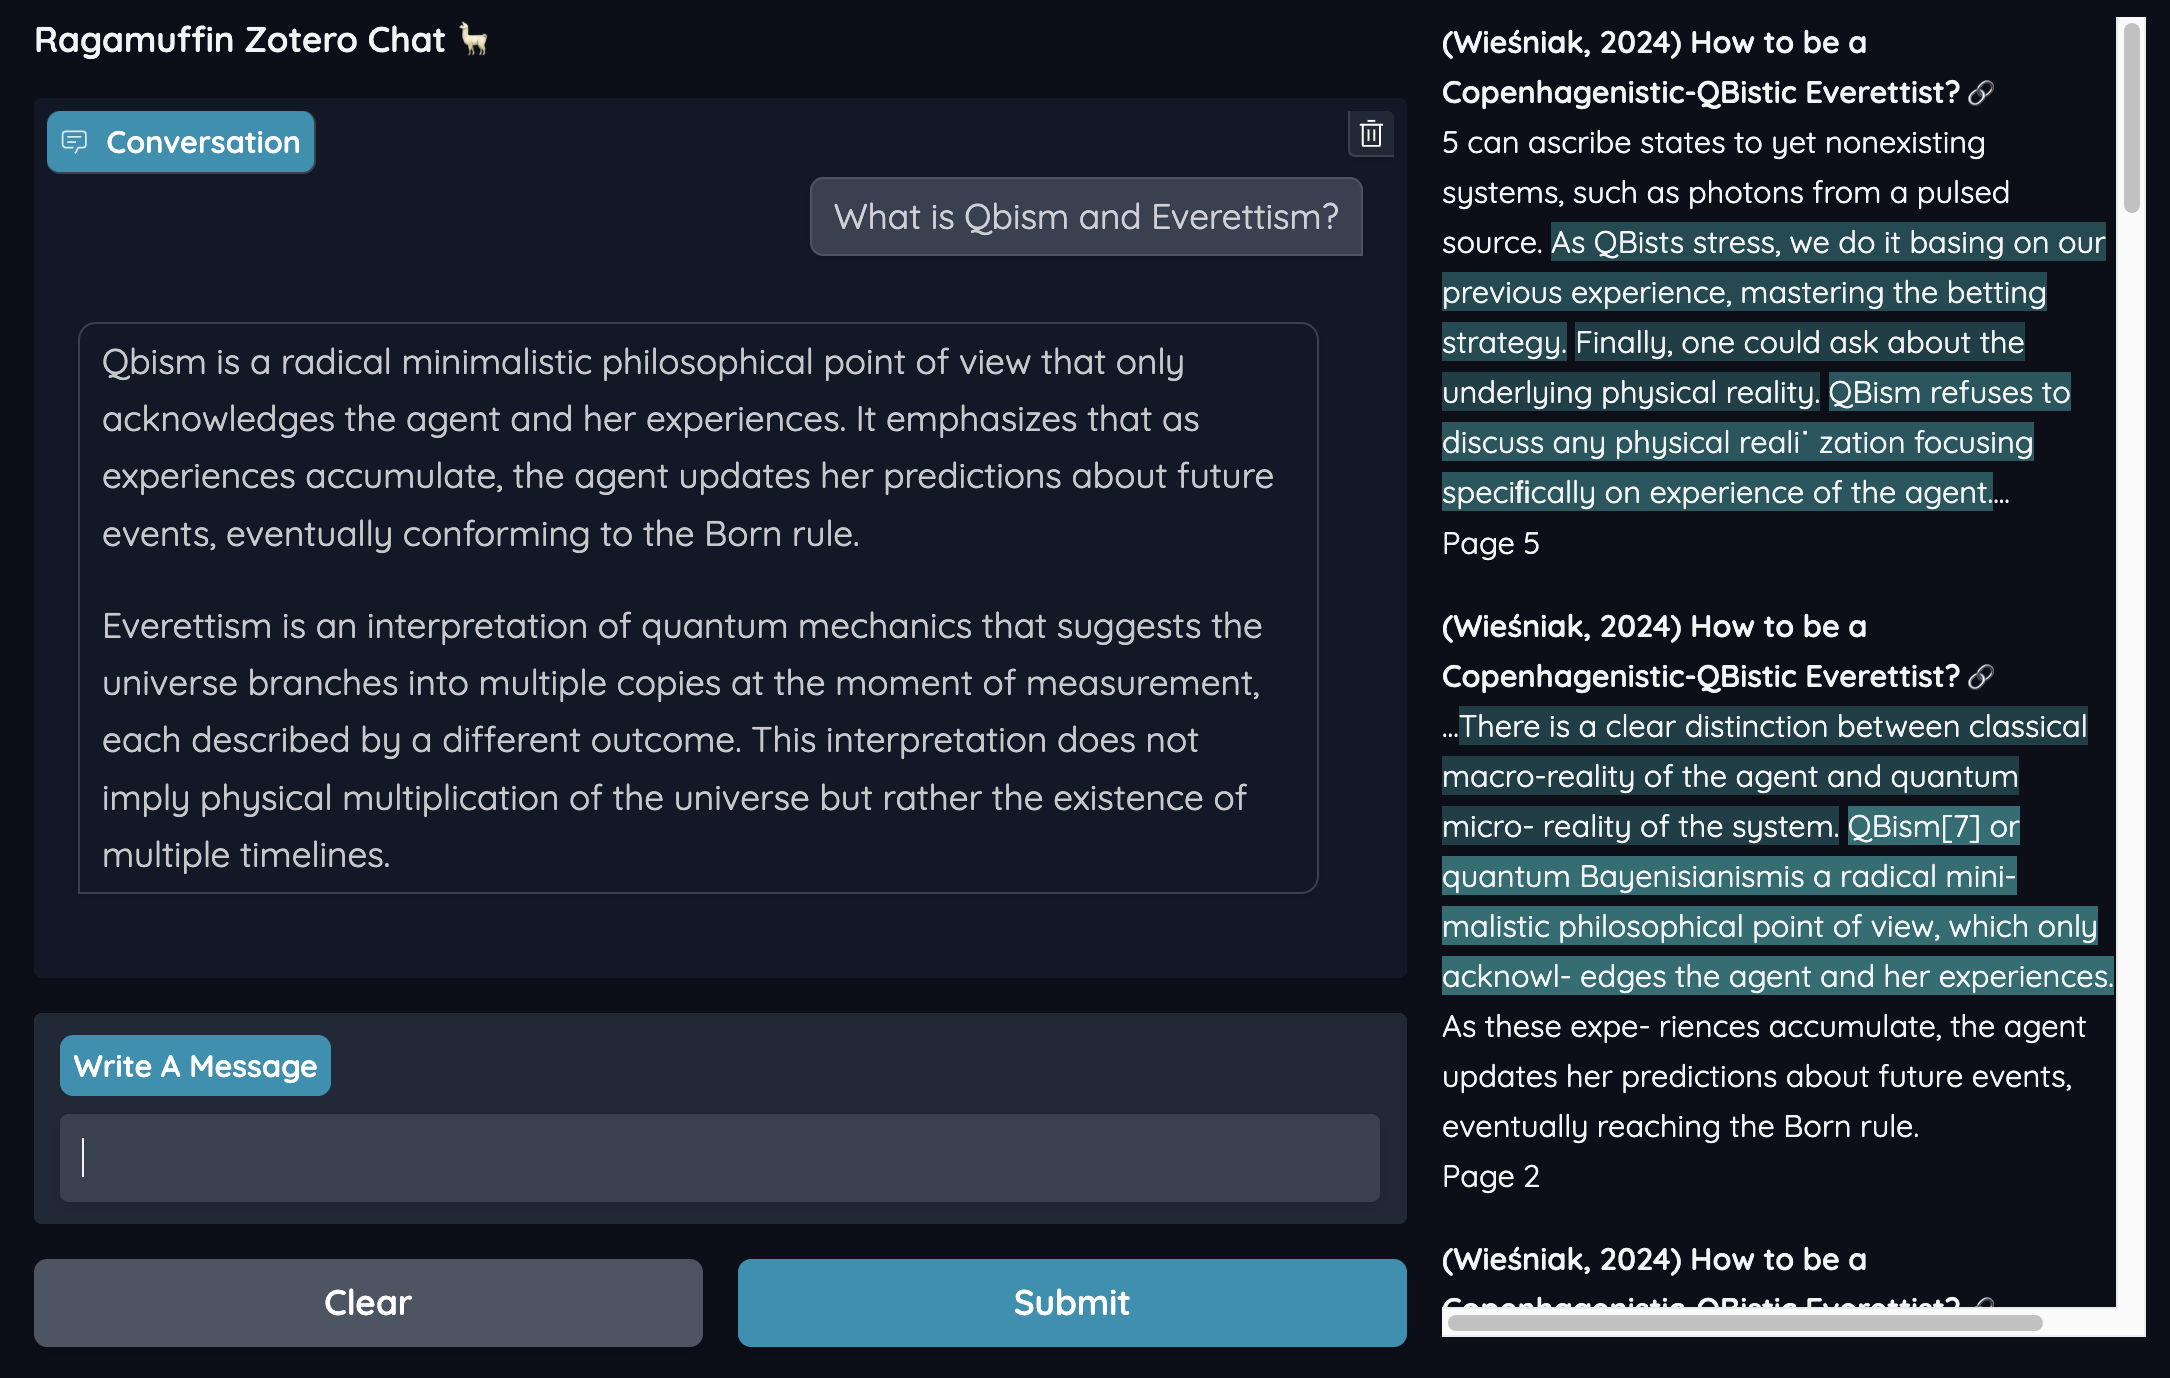 Ragamuffin Zotero Chat 🦙
Conversation
What is Qbism and Everettism?
Qbism is a radical minimalistic philosophical point of view that only
acknowledges the agent and her experiences. It emphasizes that as
experiences accumulate, the agent updates her predictions about future
events, eventually conforming to the Born rule.
Everettism is an interpretation of quantum mechanics that suggests the
universe branches into multiple copies at the moment of measurement,
each described by a different outcome. This interpretation does not
imply physical multiplication of the universe but rather the existence of
multiple timelines.
Write A Message
Clear
Submit
(Wieśniak, 2024) How to be a
Copenhagenistic-QBistic Everettist? 🔗
5 can ascribe states to yet nonexisting
systems, such as photons from a pulsed
source. As QBists stress, we do it basing on our
previous experience, mastering the betting
strategy. Finally, one could ask about the
underlying physical reality. QBism refuses to
discuss any physical reali˙ zation focusing
specifically on experience of the agent....
Page 5
(Wieśniak, 2024) How to be a
Copenhagenistic-QBistic Everettist? 🔗
...There is a clear distinction between classical
macro-reality of the agent and quantum
micro- reality of the system. QBism[7] or
quantum Bayenisianismis a radical mini-
malistic philosophical point of view, which only
acknowl- edges the agent and her experiences.
As these expe- riences accumulate, the agent
updates her predictions about future events,
eventually reaching the Born rule.
Page 2
(Wieśniak, 2024) How to be a
Copenhagenistic-QBistic Everettist? 🔗